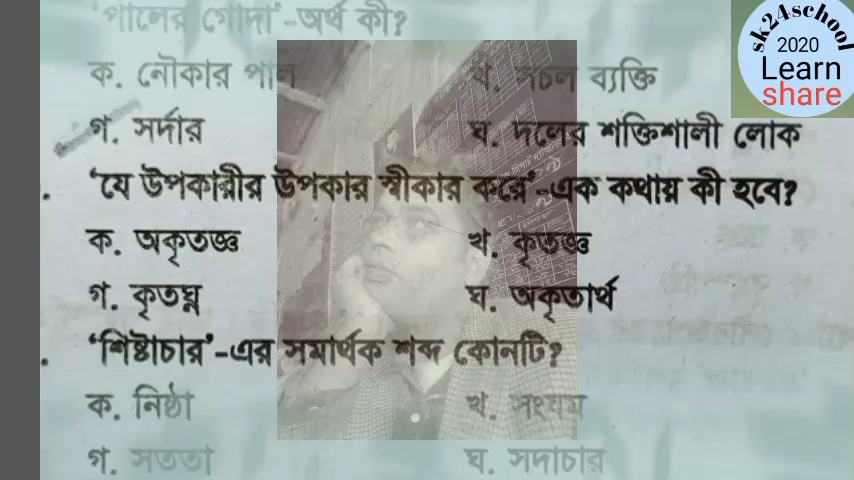 'পালের গোদা'-অর্থ কী?
ক. নৌকার পাল
খ. সচল ব্যক্তি
গ. সর্দার
ঘ. দলের শক্তিশালী লোক
'যে উপকারীর উপকার স্বীকার করে'-এক কথায় কী হবে?
ক. অকৃতজ্ঞ
খ. কৃতজ্ঞ
গ. কৃতঘ্ন
ঘ. অকৃতার্থ
'শিষ্টাচার'-এর সমার্থক শব্দ কোনটি?
ক. নিষ্ঠা
খ. সংযম
গ. সততা
ঘ. সদাচার
sk24school
2020
Learn
share